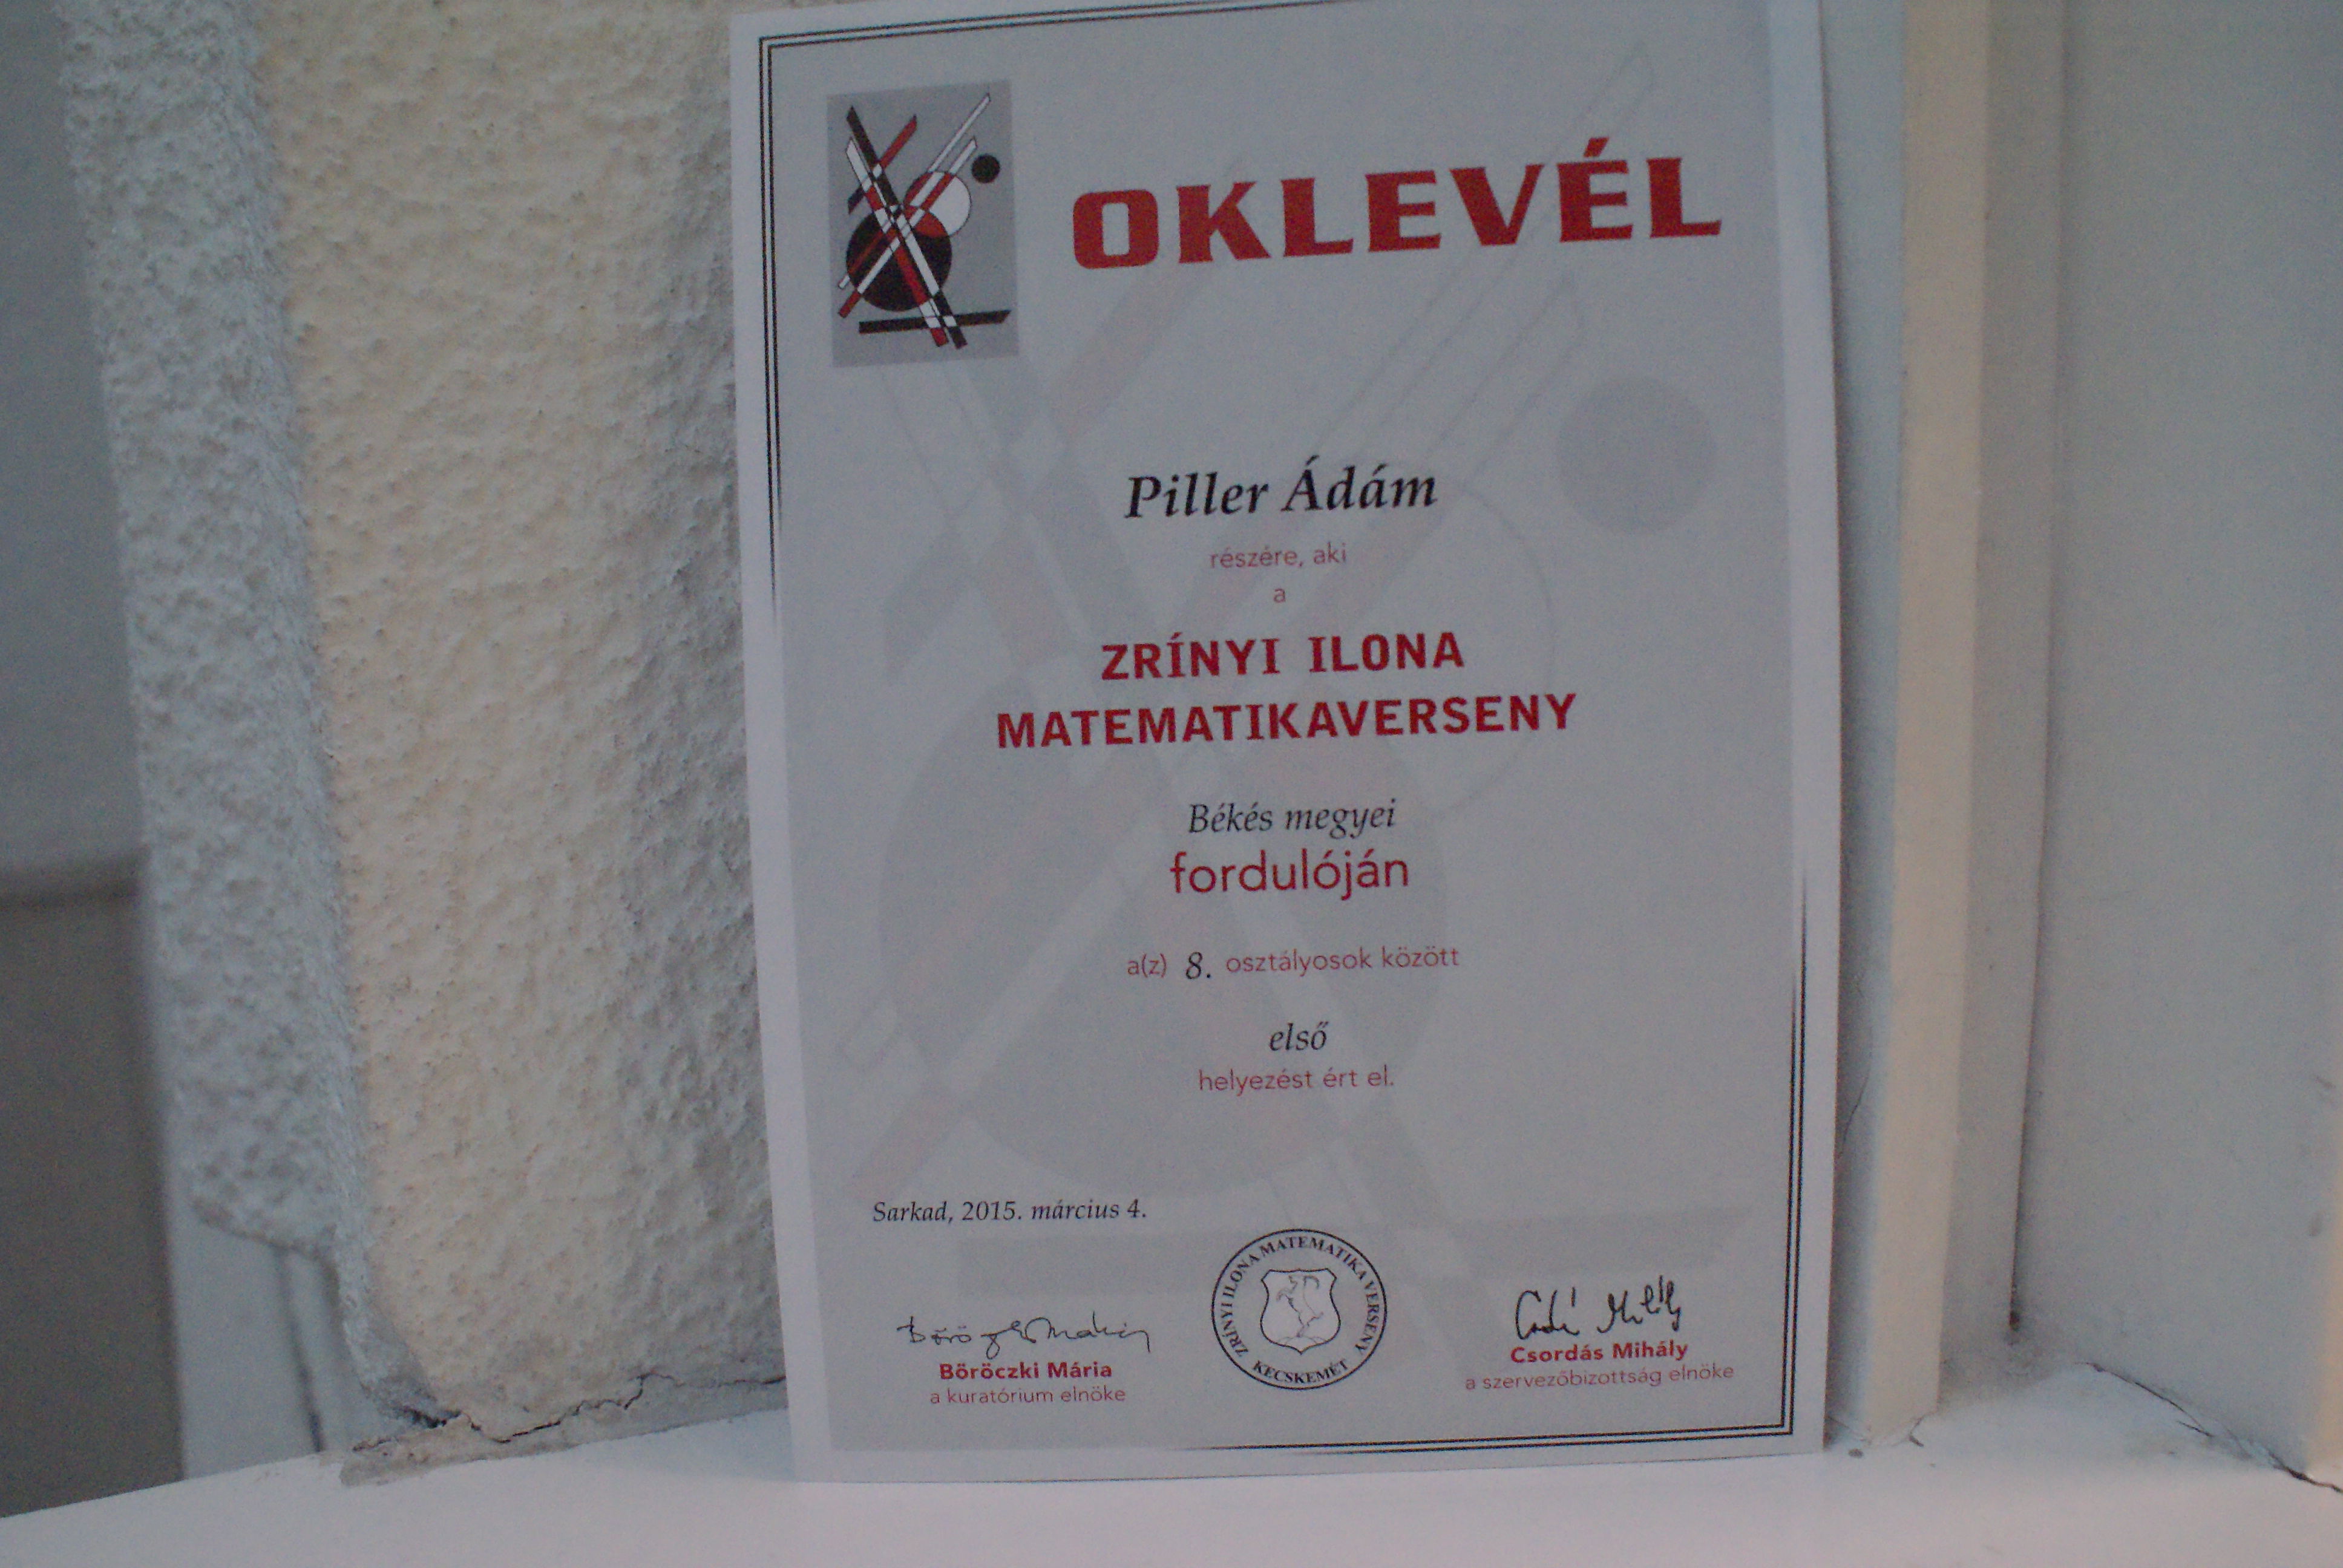 OKLEVÉL
Piller Ádám
részére, aki
a
ZRÍNYI ILONA
MATEMATIKAVERSENY
Békés megyei
fordulóján
a(z) 8. osztályosok között
első
helyezést ért el.
Sarkad, 2015. március 4.
ZRÍNYI ILONA MATEMATIKA VERSENY
KECSKEMÉT
Böröczki Mária
a kuratórium elnöke
Csordás Mihály
a szervezőbizottság elnöke